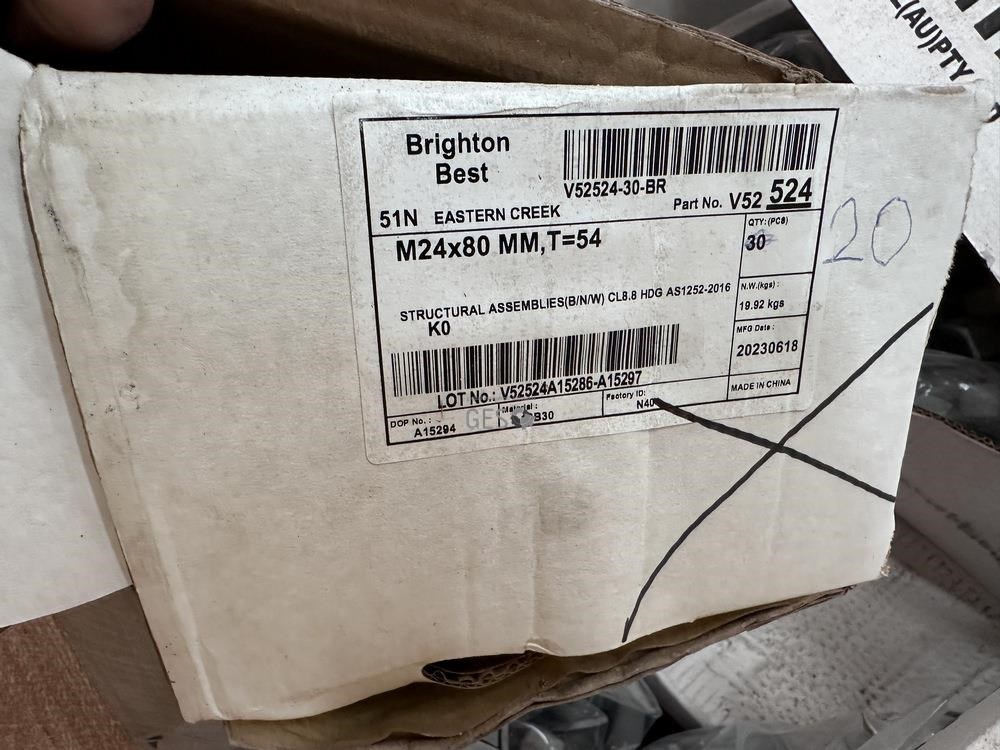 (AU)PTY
Brighton
Best
V52524-30-BR
Part No. V52 524
51N EASTERN CREEK
M24x80 MM,T=54
QTY: (PCS)
30
20
STRUCTURAL ASSEMBLIES(B/N/W) CL8.8 HDG AS1252-2016
K0
N.W.(kgs) :
19.92 kgs
MFG Date :
20230618
LOT No.: V52524A15286-A15297
MADE IN CHINA
DOP No. : -
A15294
Material :
B30
Factory ID:
N40